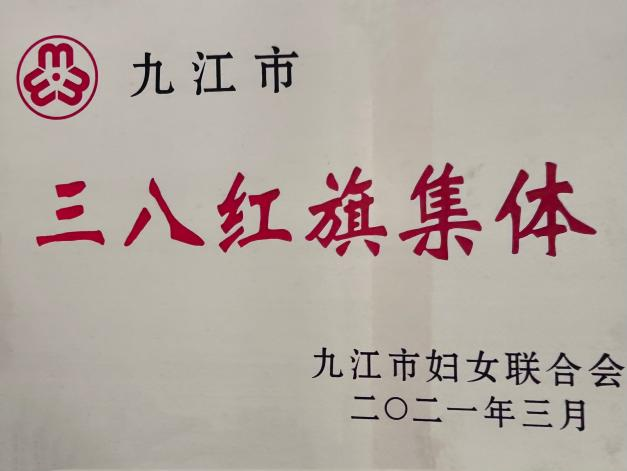 九江市
三八红旗集体
九江市妇女联合会
二〇二一年三月